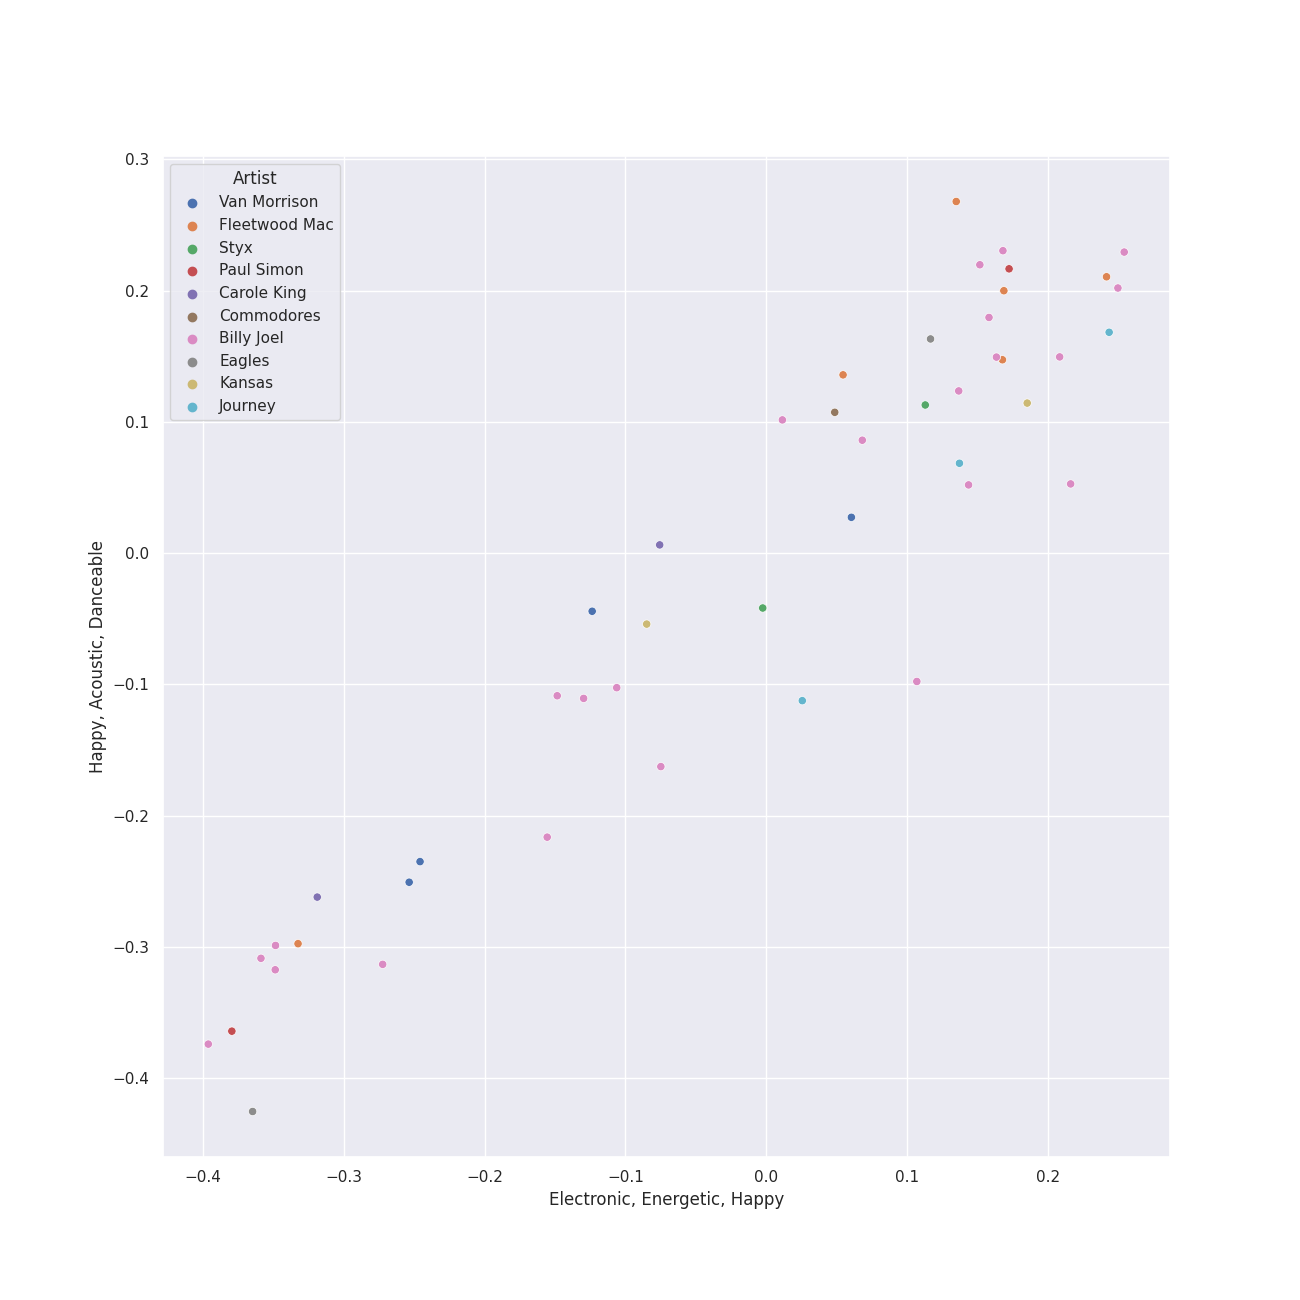 0.3
0.2
0.1
0.0
−0.1
−0.2
−0.3
−0.4
Happy, Acoustic, Danceable
Artist
Van Morrison
Fleetwood Mac
Styx
Paul Simon
Carole King
Commodores
Billy Joel
Eagles
Kansas
Journey
−0.4 −0.3 −0.2 −0.1 0.0 0.1 0.2
Electronic, Energetic, Happy